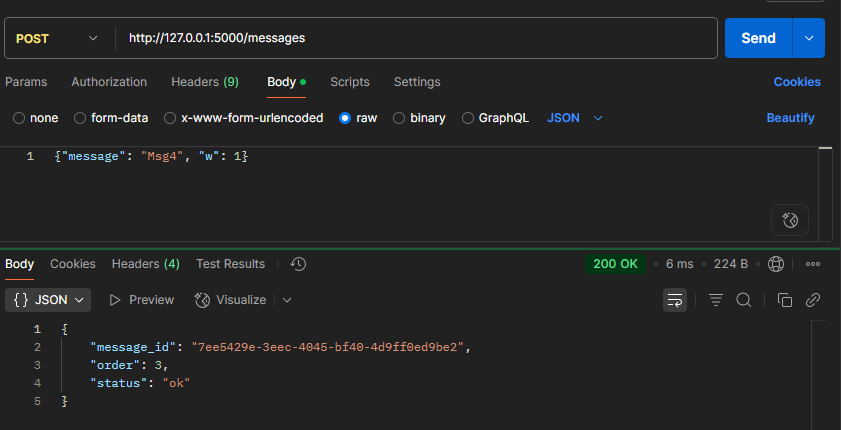 POST http://127.0.0.1:5000/messages Send
Params Authorization Headers (9) Body Scripts Settings Cookies
none form-data x-www-form-urlencoded raw binary GraphQL JSON Beautify
1 {"message": "Msg4", "w": 1}
Body Cookies Headers (4) Test Results 200 OK • 6 ms • 224 B
{} JSON Preview Visualize
1 {
2 "message_id": "7ee5429e-3eec-4045-bf40-4d9ff0ed9be2",
3 "order": 3,
4 "status": "ok"
5 }